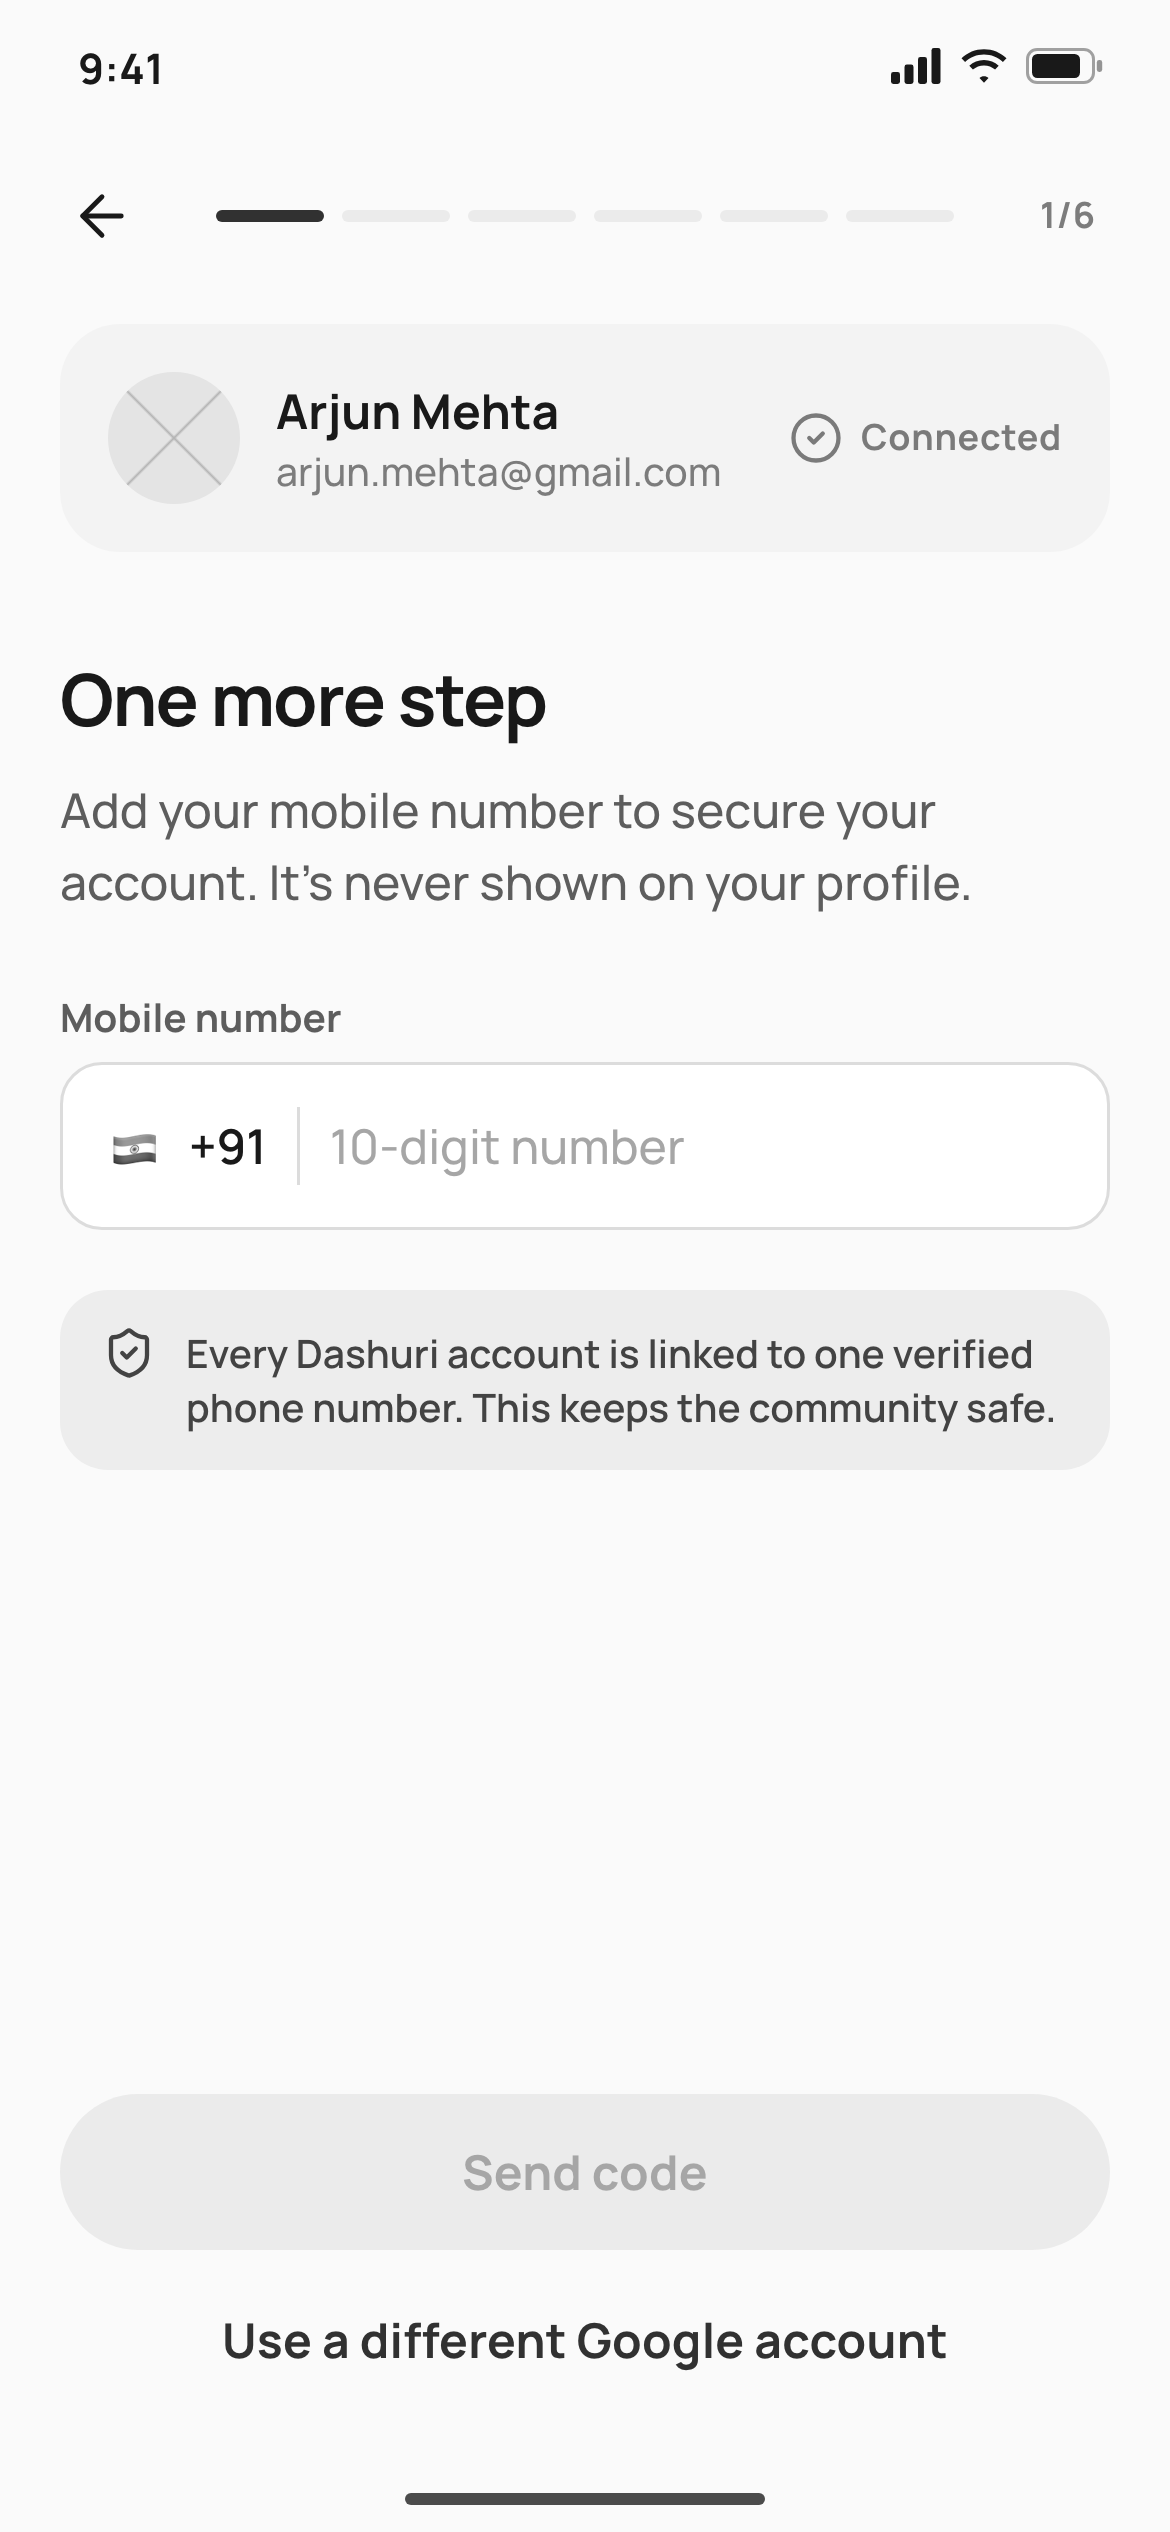 9:41
1/6
Arjun Mehta
arjun.mehta@gmail.com
Connected
One more step
Add your mobile number to secure your
account. It’s never shown on your profile.
Mobile number
+91 10-digit number
Every Dashuri account is linked to one verified
phone number. This keeps the community safe.
Send code
Use a different Google account